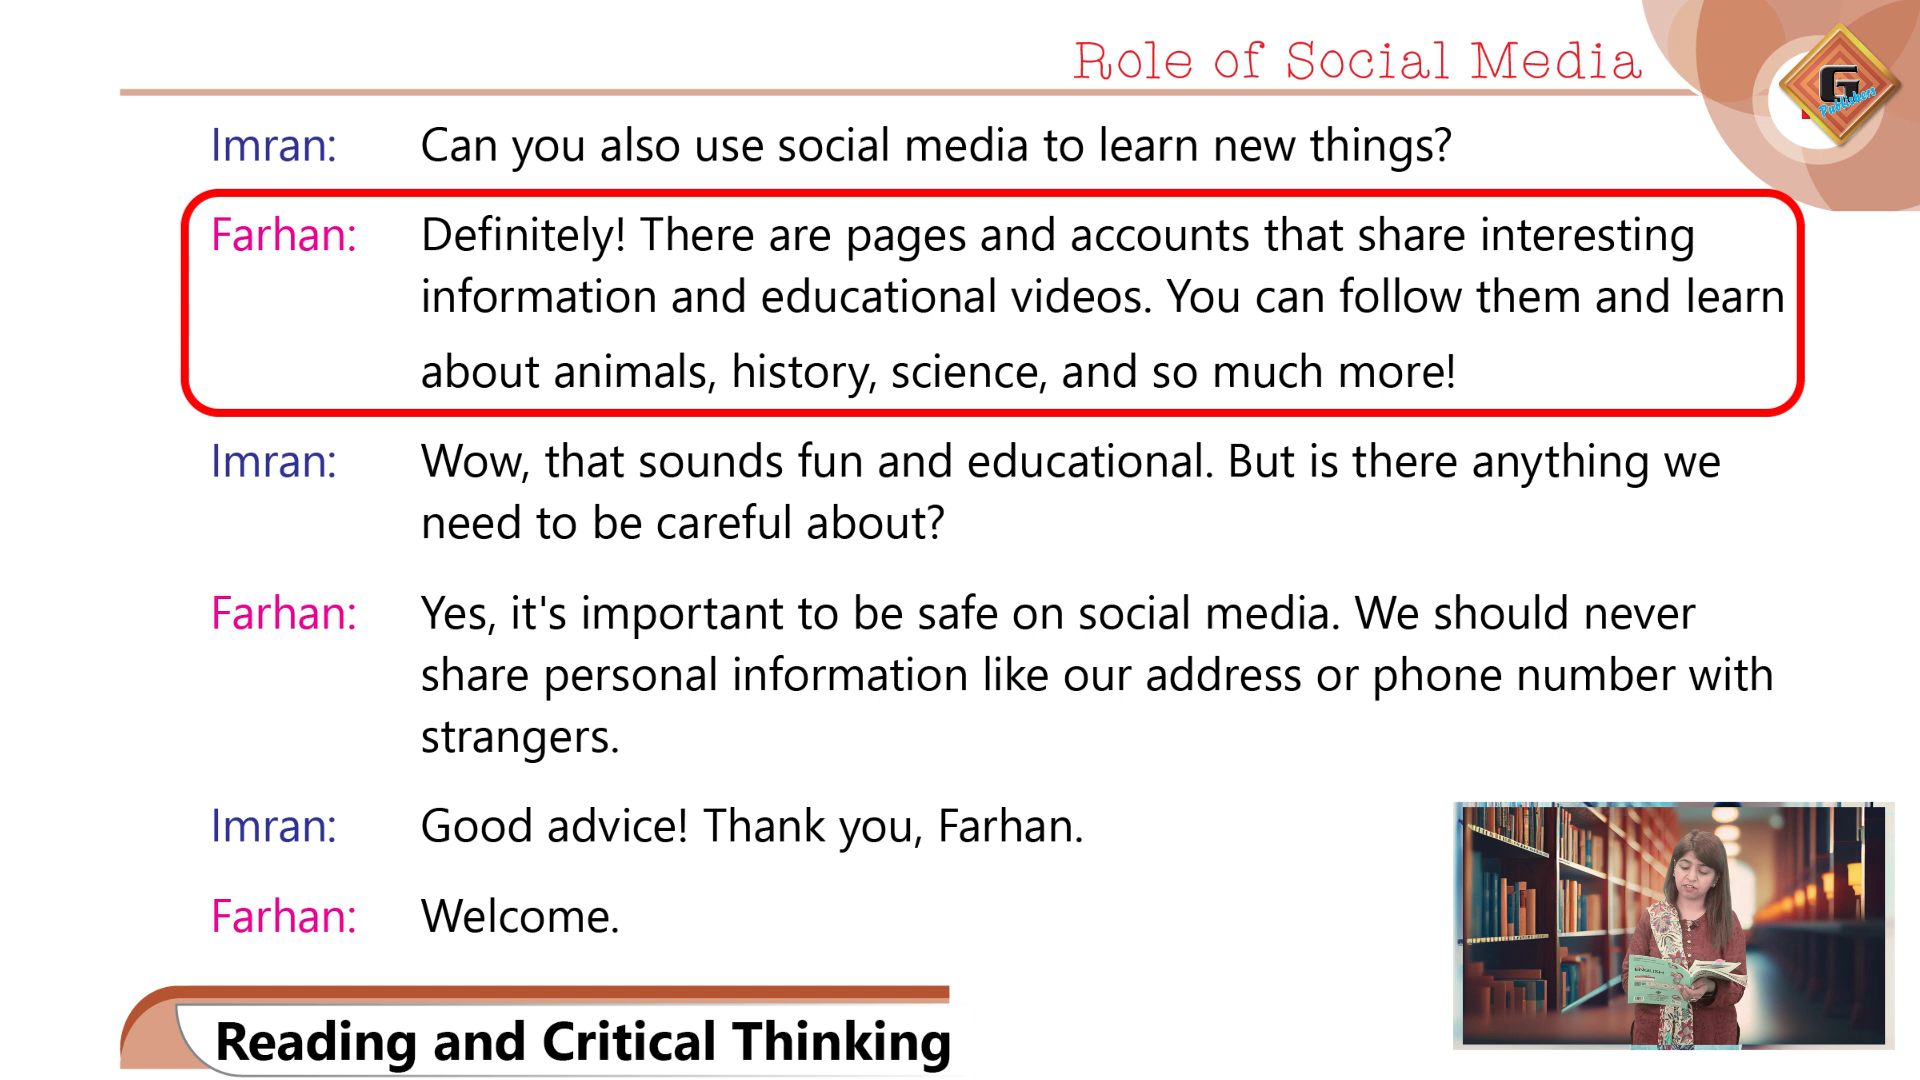 Role of Social Media
G
Publishers
Imran: Can you also use social media to learn new things?
Farhan: Definitely! There are pages and accounts that share interesting
information and educational videos. You can follow them and learn
about animals, history, science, and so much more!
Imran: Wow, that sounds fun and educational. But is there anything we
need to be careful about?
Farhan: Yes, it's important to be safe on social media. We should never
share personal information like our address or phone number with
strangers.
Imran: Good advice! Thank you, Farhan.
Farhan: Welcome.
ENGLISH
Reading and Critical Thinking